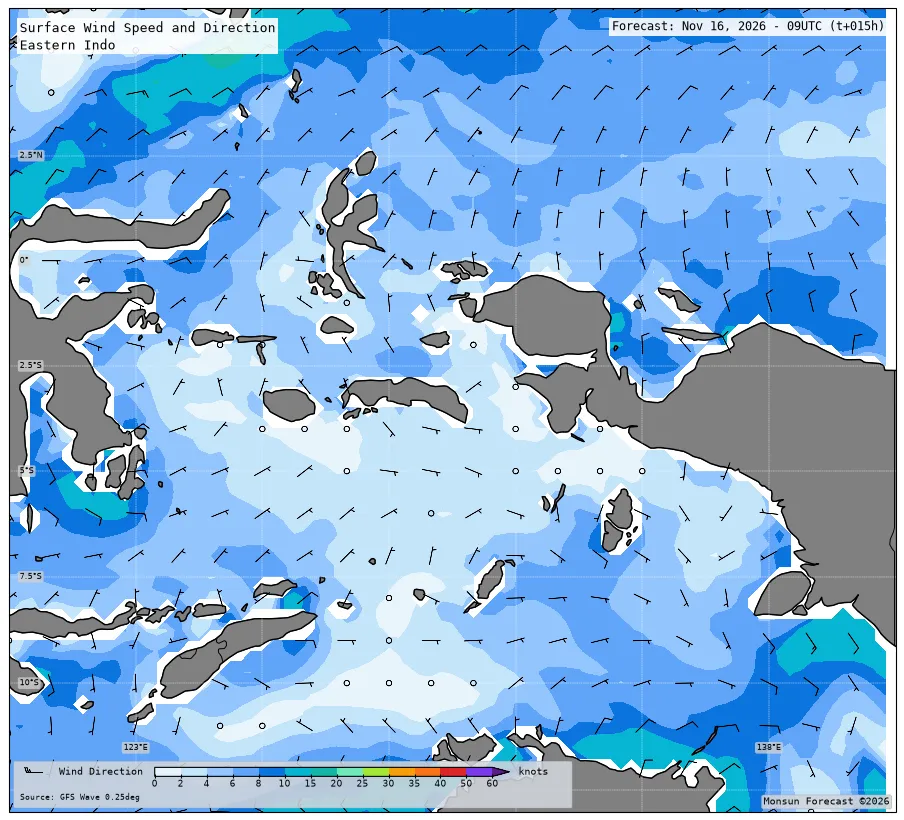 Surface Wind Speed and Direction
Eastern Indo
Forecast: Nov 16, 2026 - 09UTC (t+015h)
2.5°N
0°
2.5°S
5°S
7.5°S
10°S
123°E
138°E
Wind Direction
0 2 4 6 8 10 15 20 25 30 35 40 50 60
knots
Source: GFS Wave 0.25deg
Monsun Forecast ©2026